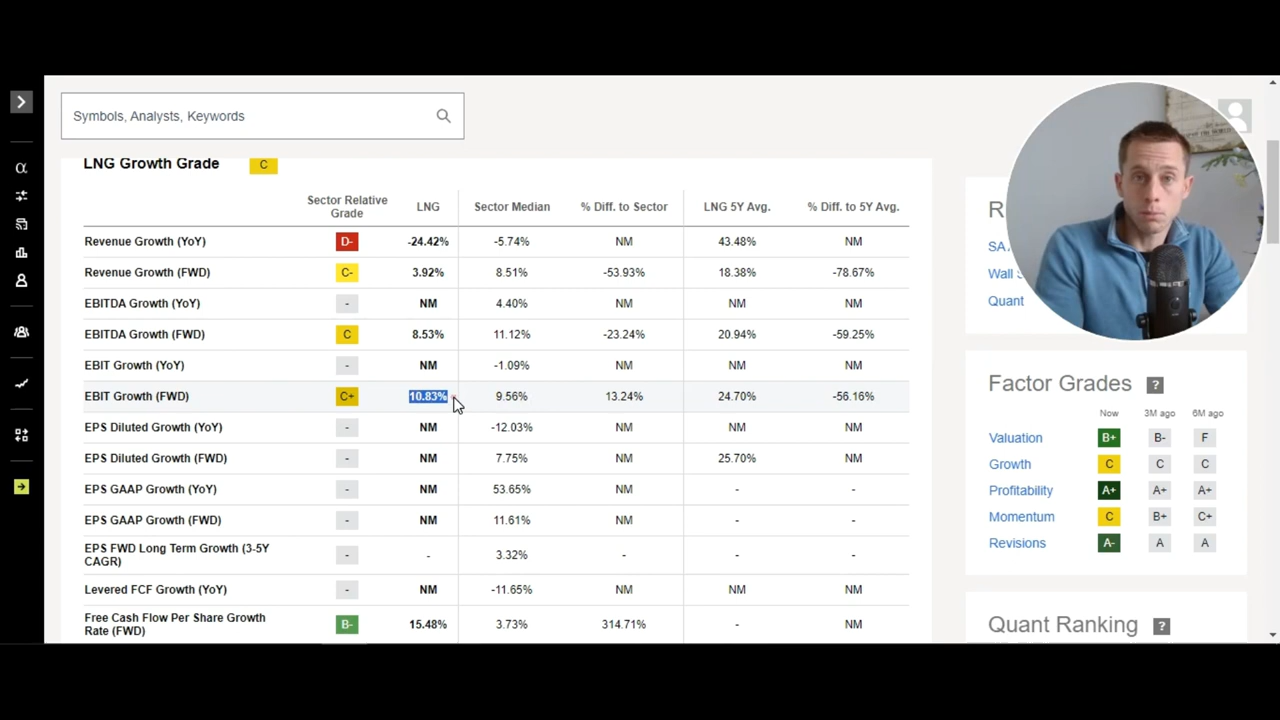 Symbols, Analysts, Keywords
LNG Growth Grade C
Sector Relative Grade LNG Sector Median % Diff. to Sector LNG 5Y Avg. % Diff. to 5Y Avg.
Revenue Growth (YoY) D- -24.42% -5.74% NM 43.48% NM
Revenue Growth (FWD) C- 3.92% 8.51% -53.93% 18.38% -78.67%
EBITDA Growth (YoY) - NM 4.40% NM NM NM
EBITDA Growth (FWD) C 8.53% 11.12% -23.24% 20.94% -59.25%
EBIT Growth (YoY) - NM -1.09% NM NM NM
EBIT Growth (FWD) C+ 10.83% 9.56% 13.24% 24.70% -56.16%
EPS Diluted Growth (YoY) - NM -12.03% NM NM NM
EPS Diluted Growth (FWD) - NM 7.75% NM 25.70% NM
EPS GAAP Growth (YoY) - NM 53.65% NM - -
EPS GAAP Growth (FWD) - NM 11.61% NM - -
EPS FWD Long Term Growth (3-5Y CAGR) - - 3.32% - - -
Levered FCF Growth (YoY) - NM -11.65% NM NM NM
Free Cash Flow Per Share Growth Rate (FWD) B- 15.48% 3.73% 314.71% - NM
R
SA
Wall S
Quant
Factor Grades ?
Now 3M ago 6M ago
Valuation B+ B- F
Growth C C C
Profitability A+ A+ A+
Momentum C B+ C+
Revisions A- A A
Quant Ranking ?